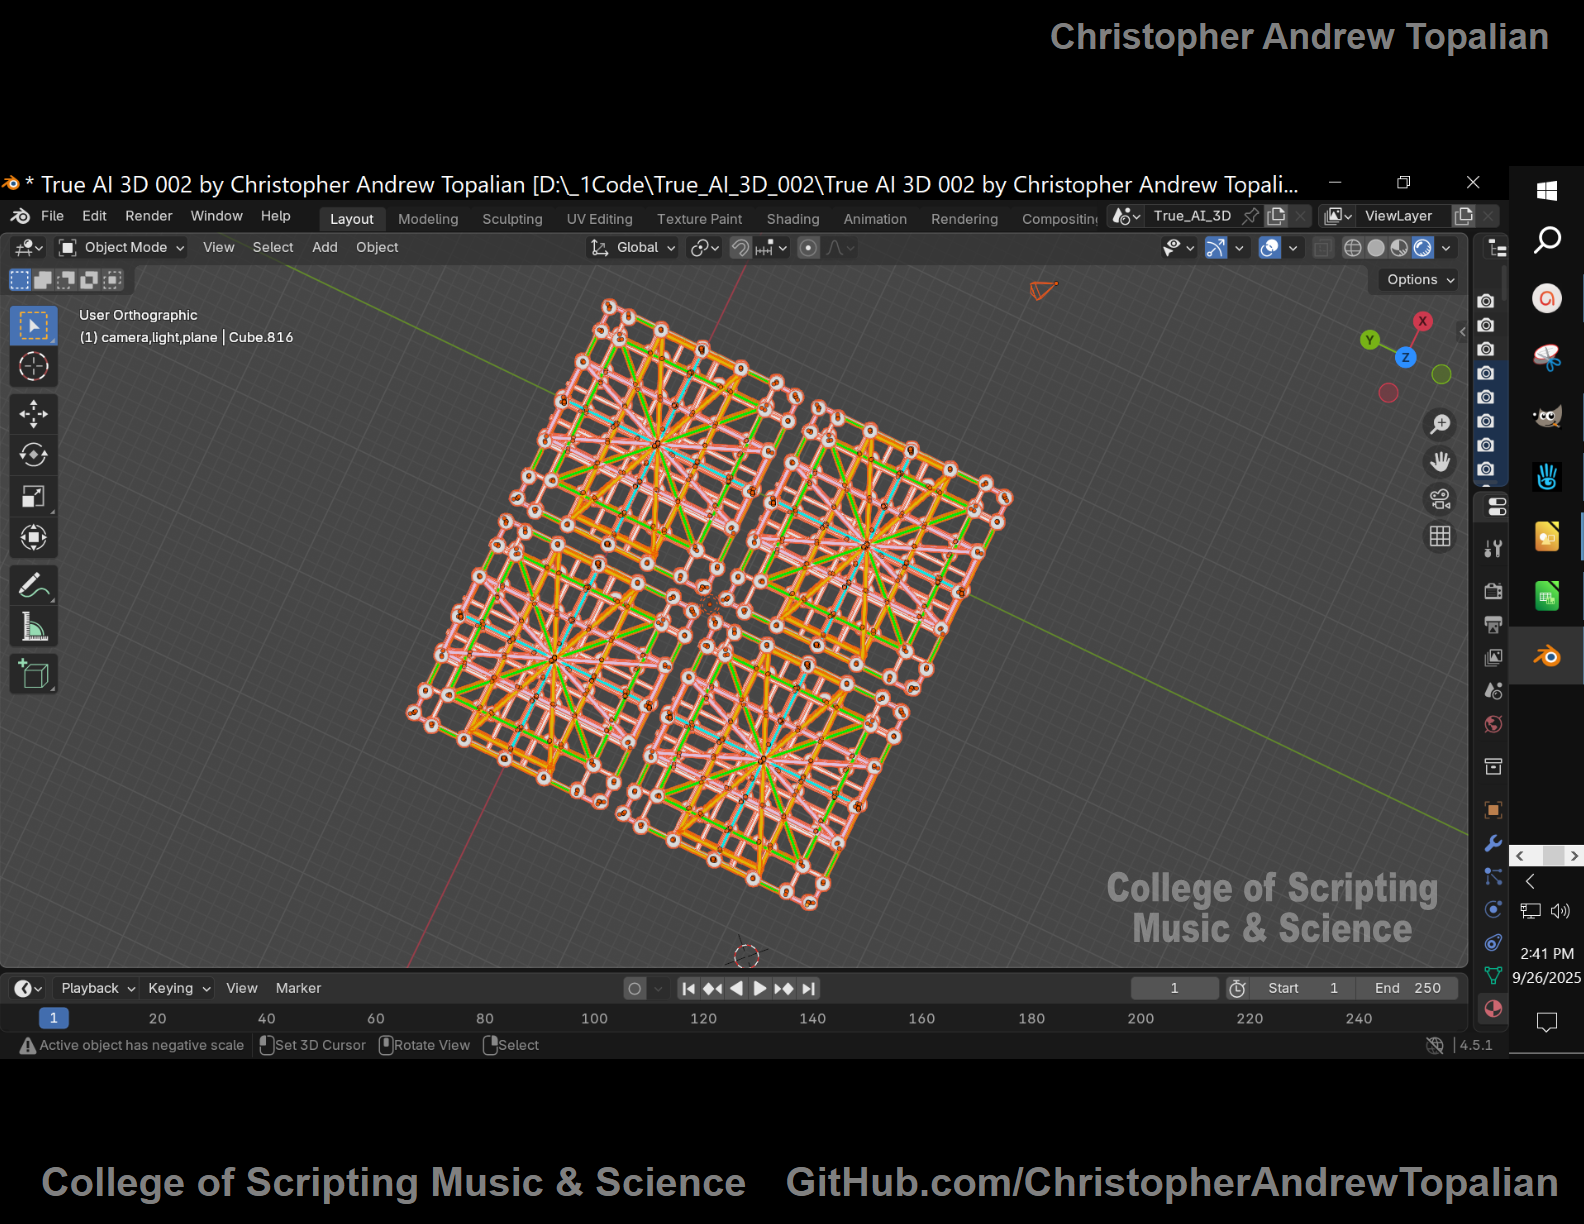 Christopher Andrew Topalian
* True AI 3D 002 by Christopher Andrew Topalian [D:\_1Code\True_AI_3D_002\True AI 3D 002 by Christopher Andrew Topali...
File Edit Render Window Help Layout Modeling Sculpting UV Editing Texture Paint Shading Animation Rendering Compositing True_AI_3D ViewLayer
Object Mode View Select Add Object Global
Options
User Orthographic
(1) camera,light,plane | Cube.816
X
Y
Z
College of Scripting
Music & Science
2:41 PM
9/26/2025
Playback Keying View Marker 1 Start 1 End 250
1 20 40 60 80 100 120 140 160 180 200 220 240
Active object has negative scale Set 3D Cursor Rotate View Select 4.5.1
College of Scripting Music & Science GitHub.com/ChristopherAndrewTopalian